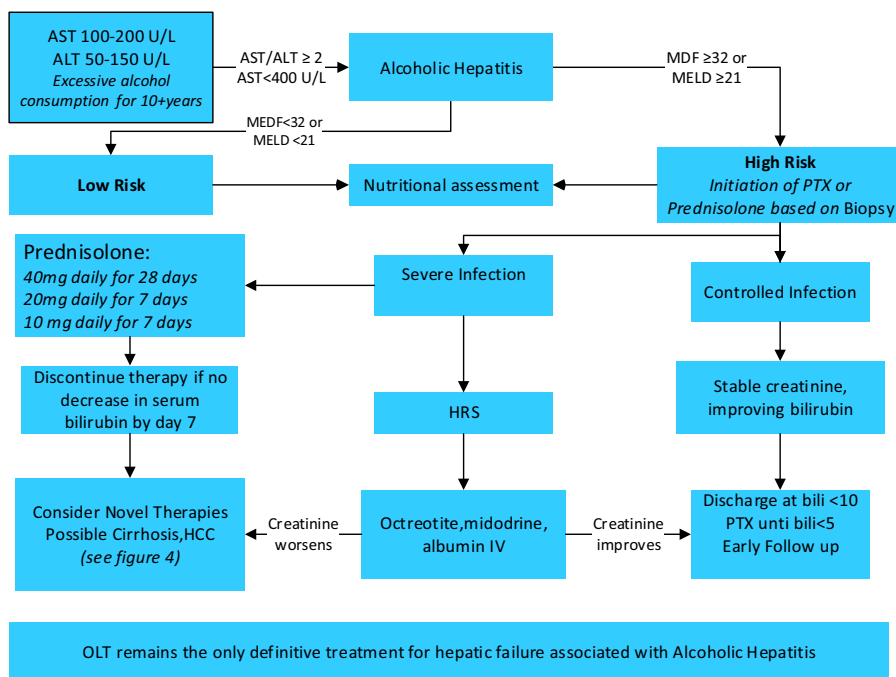 AST 100-200 U/L
ALT 50-150 U/L
Excessive alcohol
consumption for 10+years
AST/ALT ≥ 2
AST<400 U/L
Alcoholic Hepatitis
MDF ≥32 or
MELD ≥21
MEDF<32 or
MELD <21
Low Risk
Nutritional assessment
High Risk
Initiation of PTX or
Prednisolone based on Biopsy
Prednisolone:
40mg daily for 28 days
20mg daily for 7 days
10 mg daily for 7 days
Severe Infection
Controlled Infection
Discontinue therapy if no
decrease in serum
bilirubin by day 7
HRS
Stable creatinine,
improving bilirubin
Consider Novel Therapies
Possible Cirrhosis,HCC
(see figure 4)
Creatinine
worsens
Octreotite,midodrine,
albumin IV
Creatinine
improves
Discharge at bili <10
PTX unti bili<5
Early Follow up
OLT remains the only definitive treatment for hepatic failure associated with Alcoholic Hepatitis